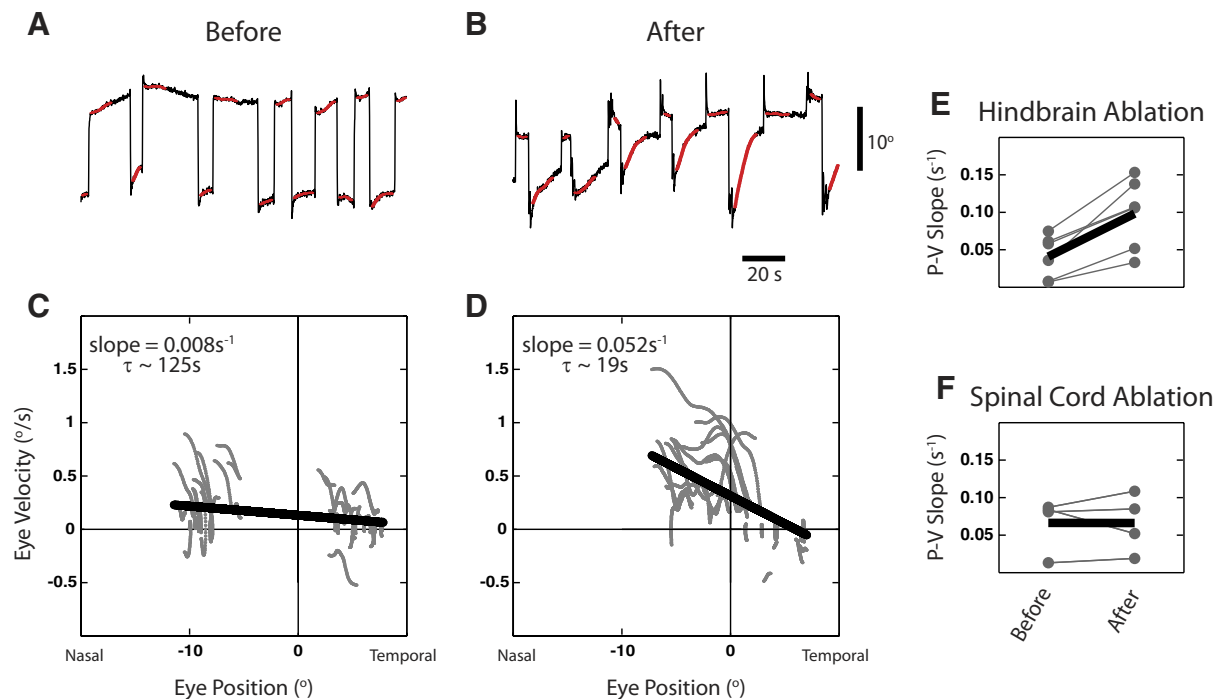 A
Before
B
After
10º
20 s
E
Hindbrain Ablation
P-V Slope (s-1)
0.15
0.10
0.05
C
slope = 0.008s-1
τ ~ 125s
1.5
1
0.5
0
-0.5
Eye Velocity (º/s)
Nasal
-10
0
Temporal
Eye Position (º)
D
slope = 0.052s-1
τ ~ 19s
1.5
1
0.5
0
-0.5
Nasal
-10
0
Temporal
Eye Position (º)
F
Spinal Cord Ablation
P-V Slope (s-1)
0.15
0.10
0.05
Before
After